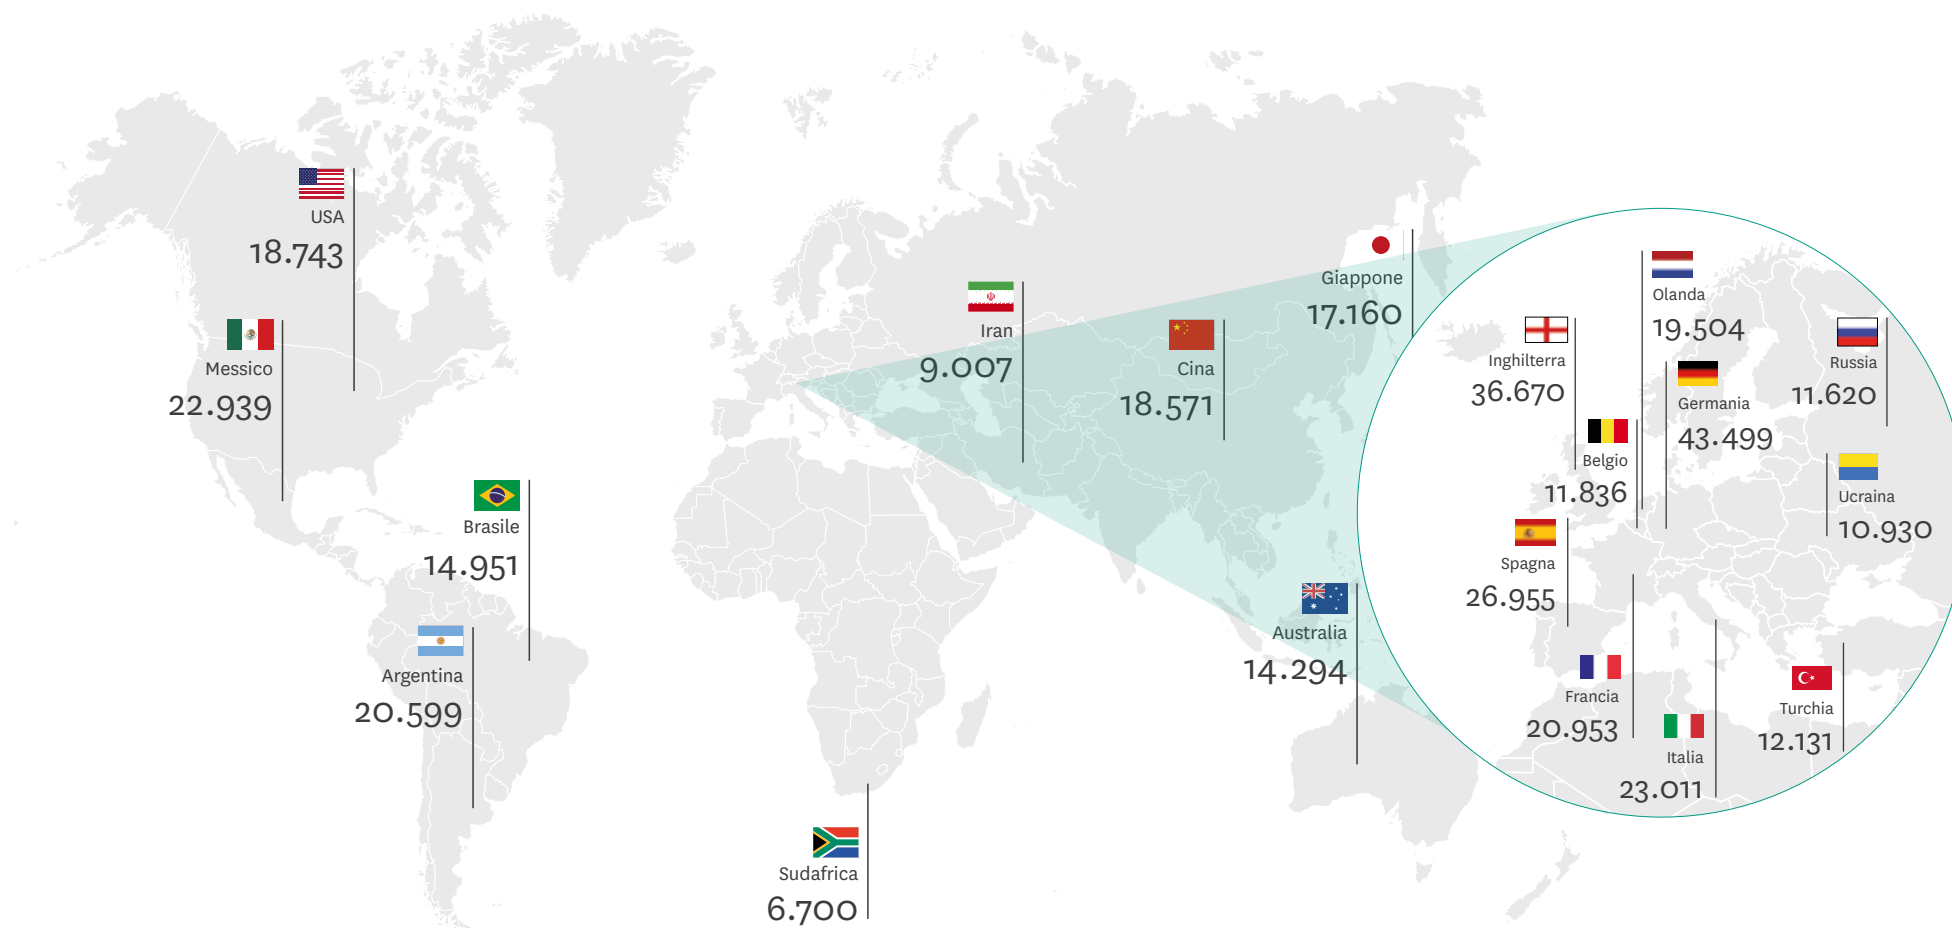 USA
18.743
Messico
22.939
Brasile
14.951
Argentina
20.599
Sudafrica
6.700
Iran
9.007
Cina
18.571
Giappone
17.160
Australia
14.294
Olanda
19.504
Inghilterra
36.670
Russia
11.620
Germania
43.499
Belgio
11.836
Ucraina
10.930
Spagna
26.955
Francia
20.953
Italia
23.011
Turchia
12.131